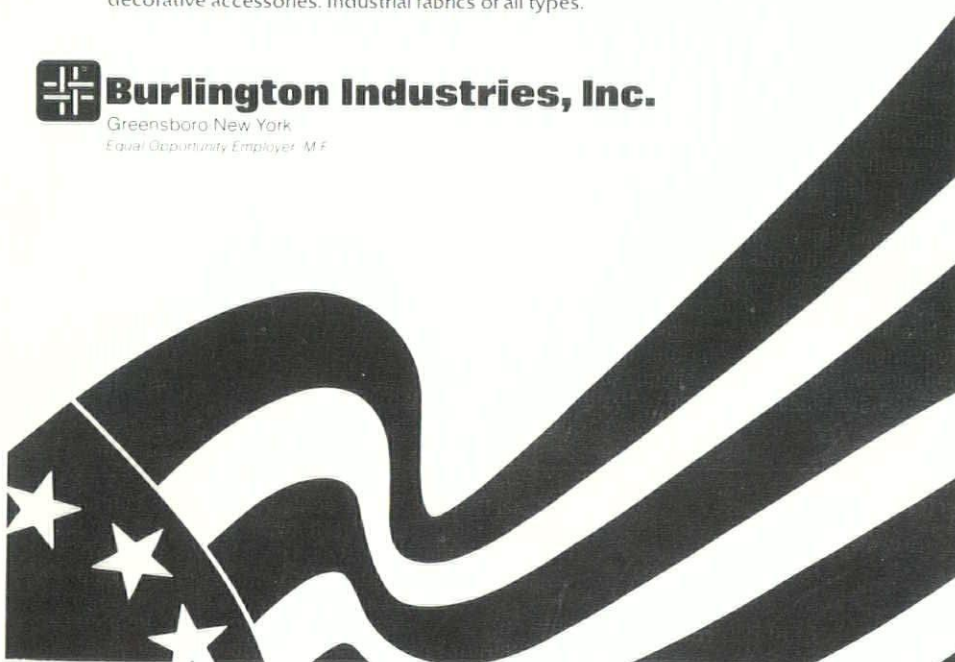 decorative accessories. Industrial fabrics of all types.
Burlington Industries, Inc.
Greensboro New York
Equal Opportunity Employer M F